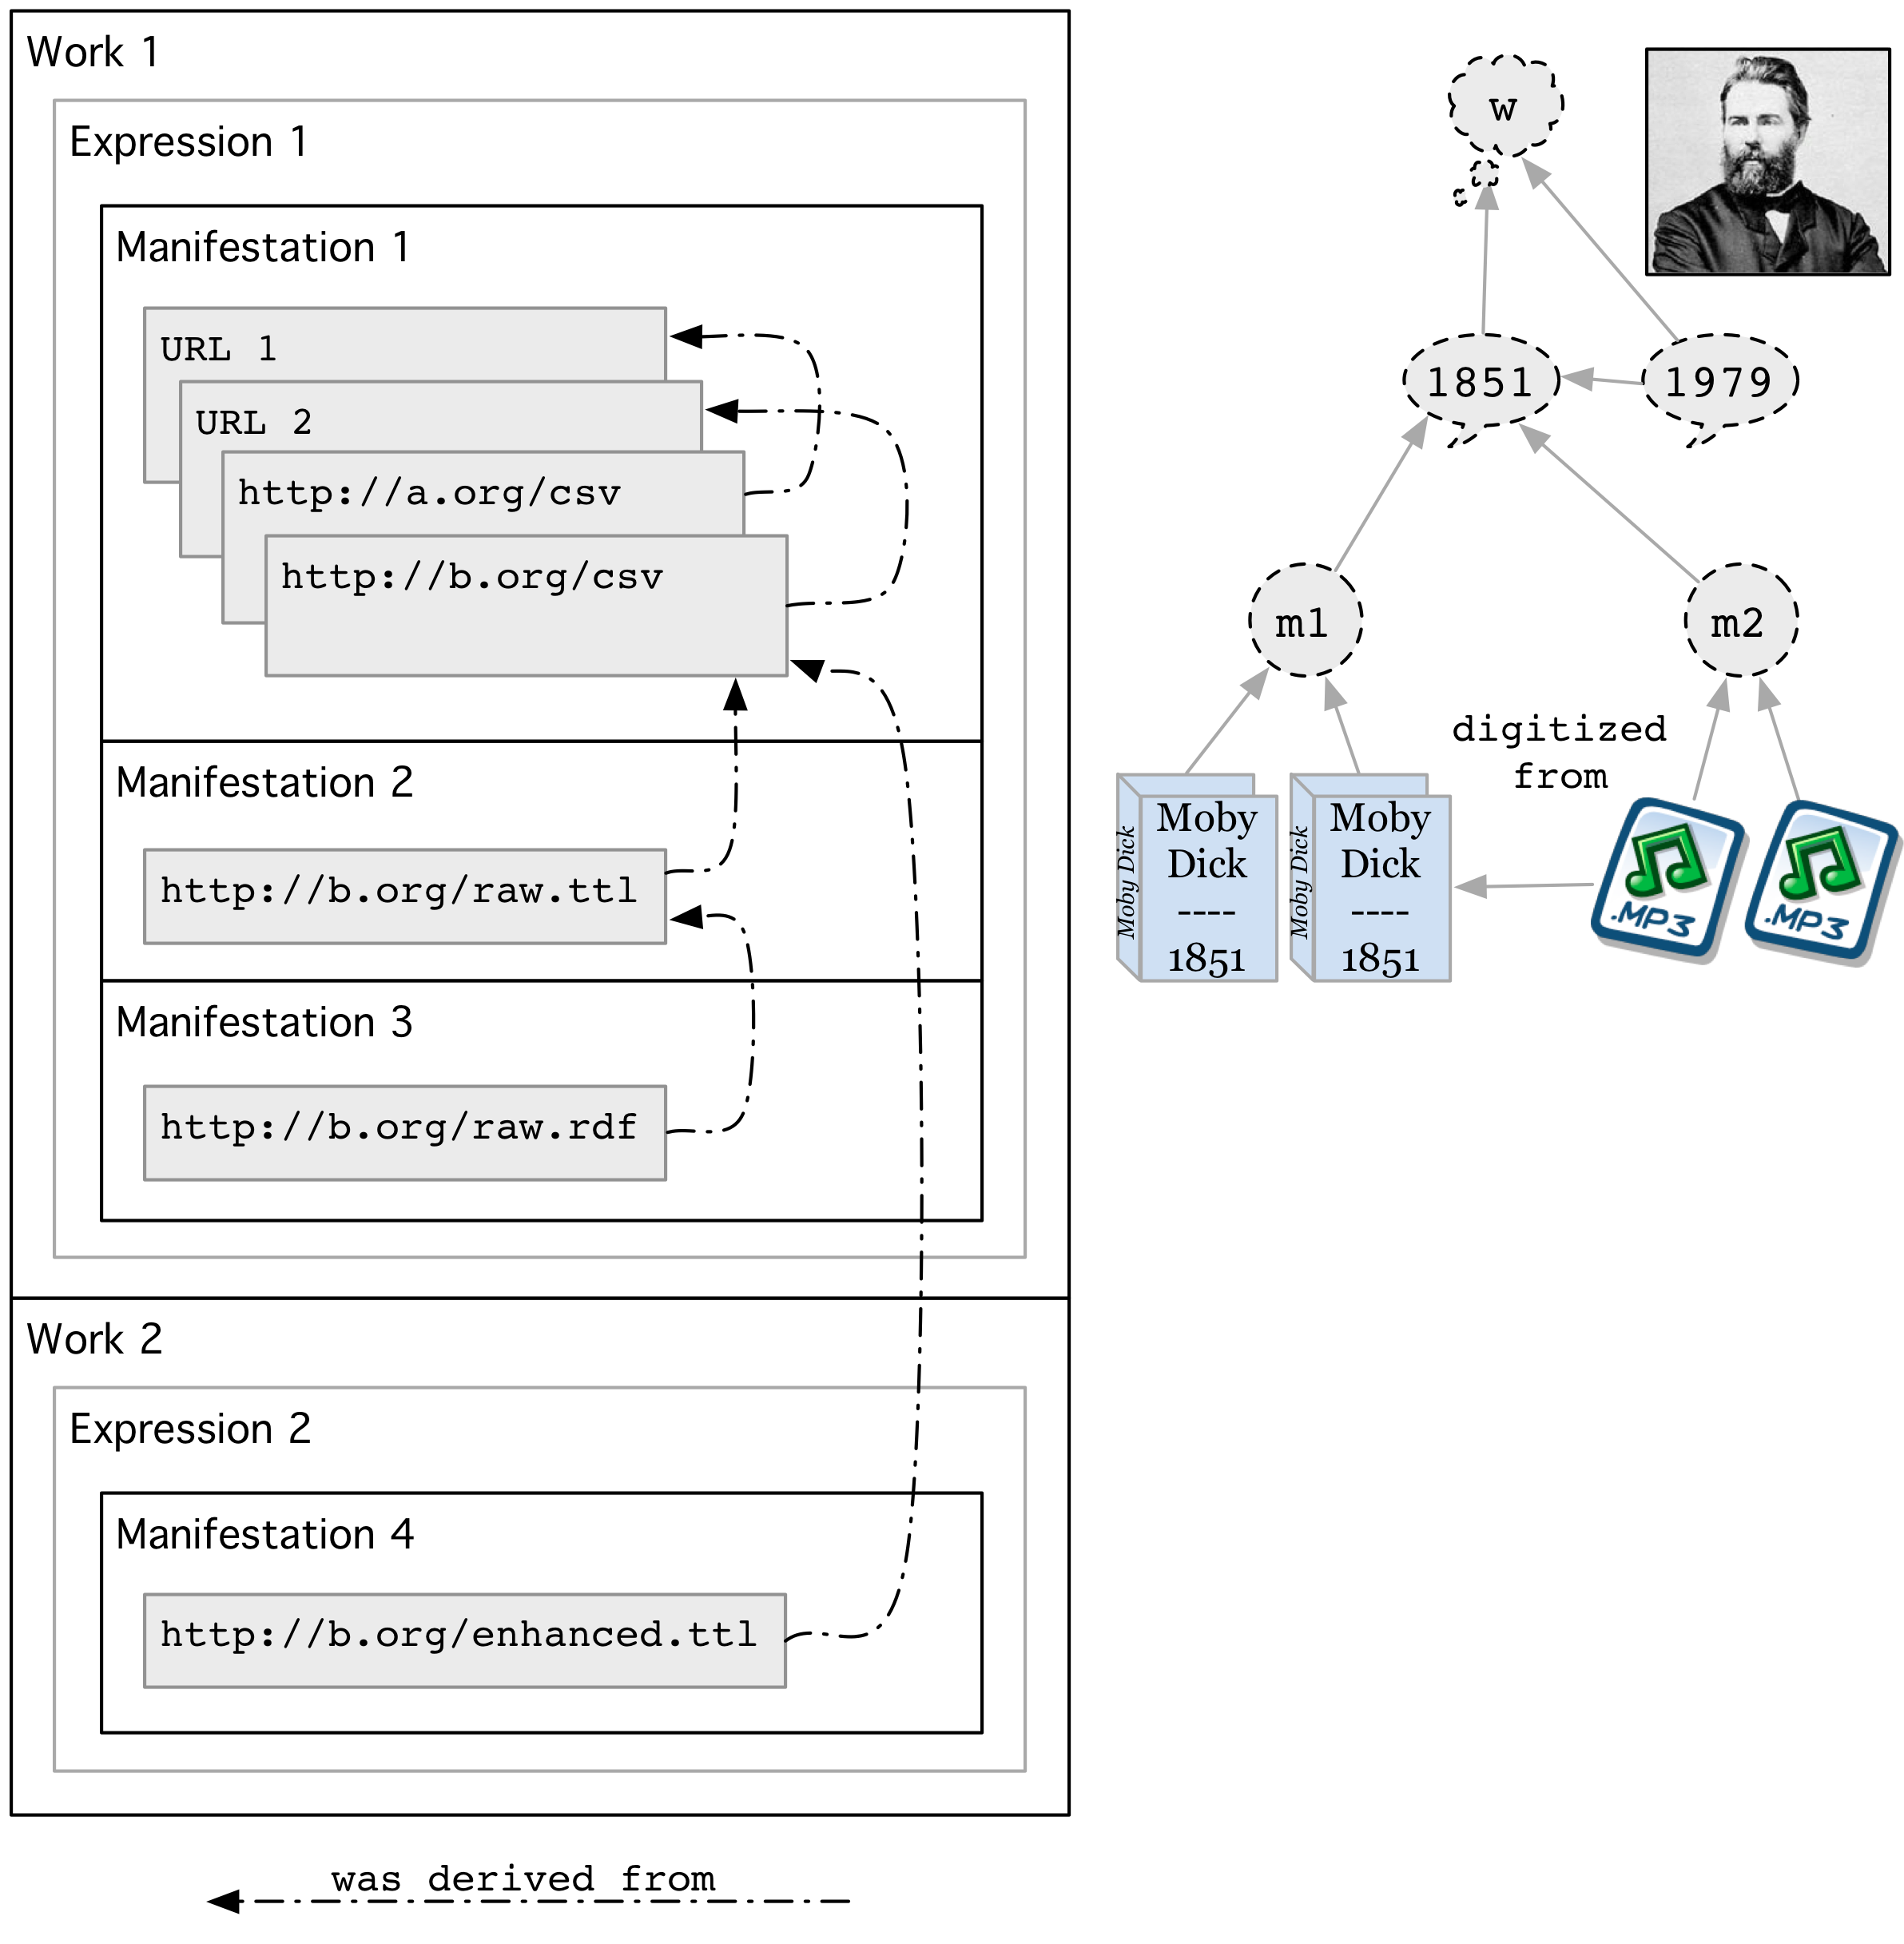 Work 1
Expression 1
Manifestation 1
URL 1
URL 2
http://a.org/csv
http://b.org/csv
Manifestation 2
http://b.org/raw.ttl
Manifestation 3
http://b.org/raw.rdf
Work 2
Expression 2
Manifestation 4
http://b.org/enhanced.ttl
was derived from
w
1851
1979
m1
m2
digitized
from
Moby Dick
Moby
Dick
----
1851
Moby Dick
Moby
Dick
----
1851
.MP3
.MP3